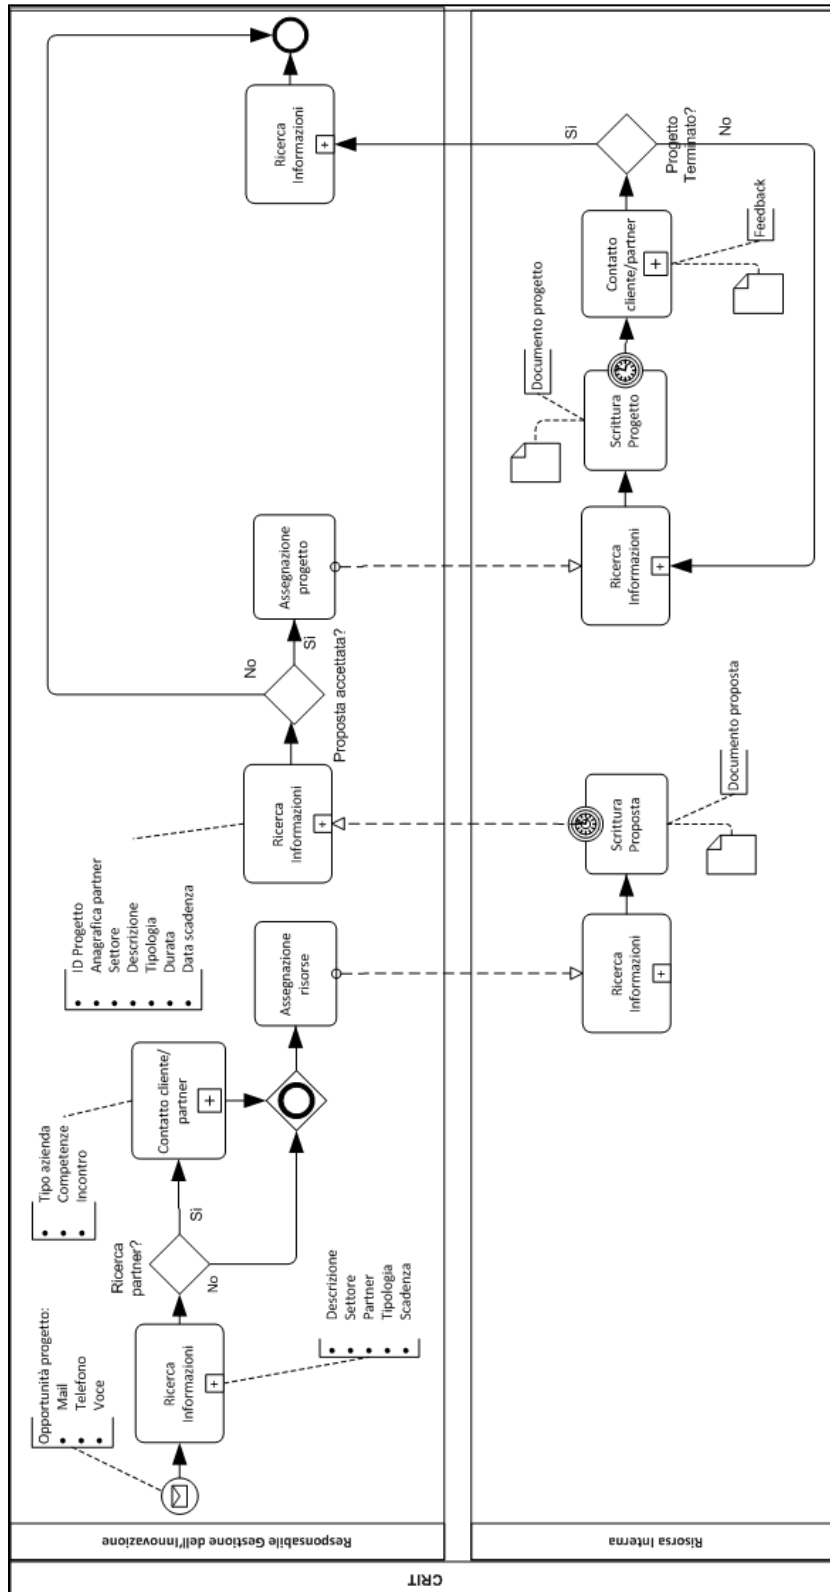 CRIT
Responsabile Gestione dell'Innovazione
Opportunità progetto:
• Mail
• Telefono
• Voce
Ricerca
Informazioni
• Descrizione
• Settore
• Partner
• Tipologia
• Scadenza
Ricerca
partner?
Sì
No
• Tipo azienda
• Competenze
• Incontro
Contatto cliente/
partner
Assegnazione
risorse
• ID Progetto
• Anagrafica partner
• Settore
• Descrizione
• Tipologia
• Durata
• Data scadenza
Ricerca
Informazioni
Proposta accettata?
No
Sì
Assegnazione
progetto
Ricerca
Informazioni
Risorsa Interna
Ricerca
Informazioni
Scrittura
Proposta
Documento proposta
Ricerca
Informazioni
Scrittura
Progetto
Documento progetto
Contatto
cliente/partner
Feedback
Progetto
Terminato?
Sì
No